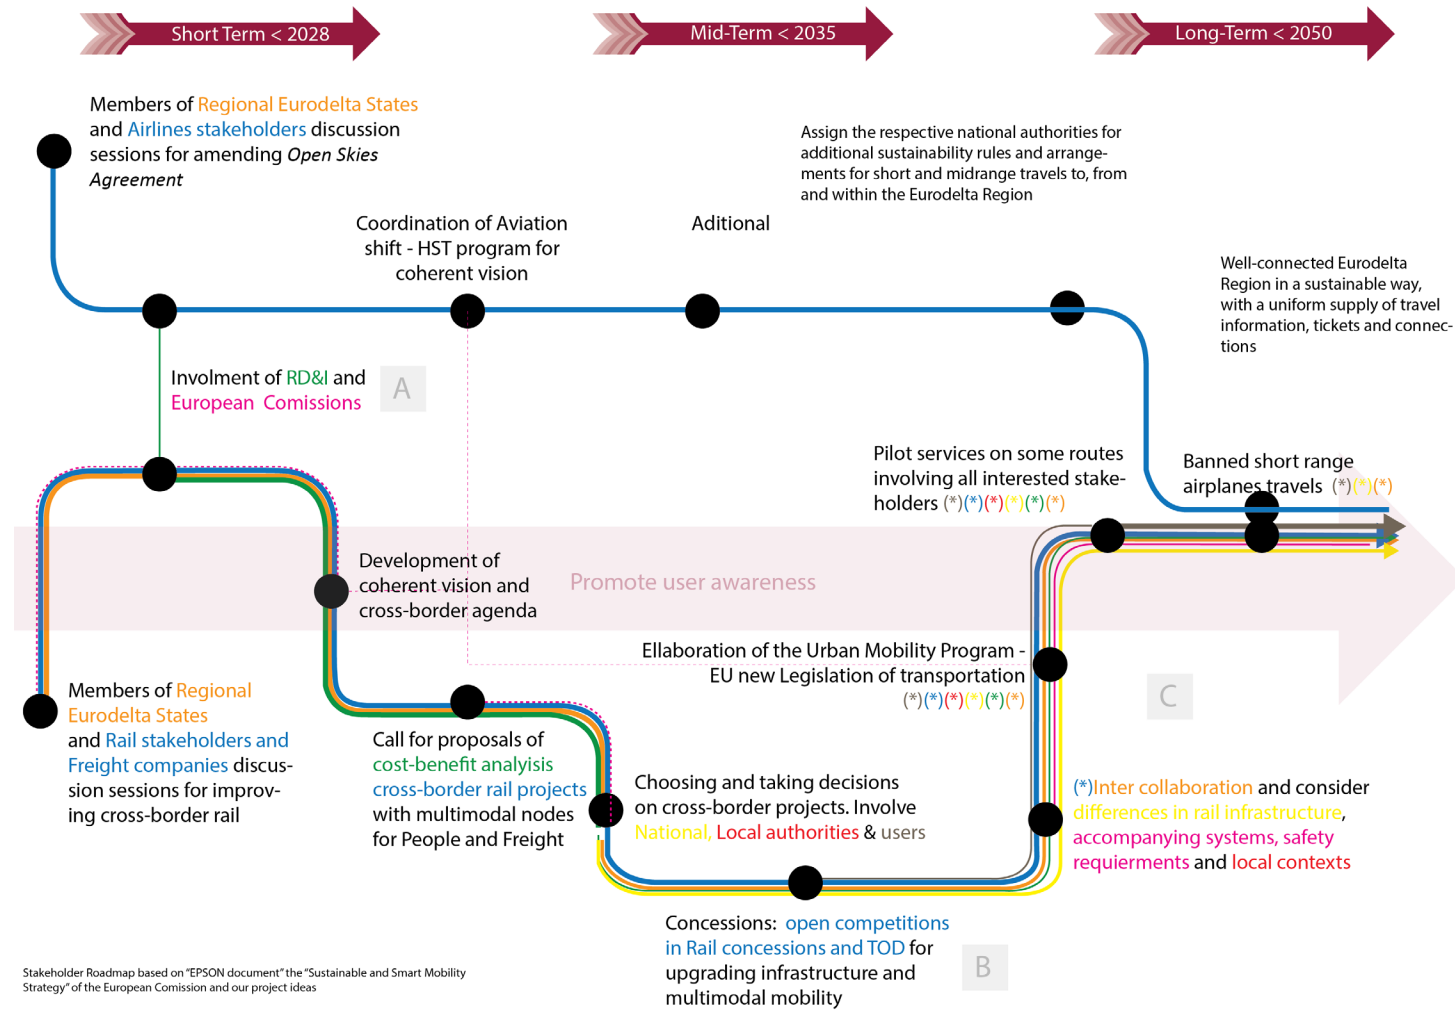 Short Term < 2028
Mid-Term < 2035
Long-Term < 2050
Members of Regional Eurodelta States
and Airlines stakeholders discussion
sessions for amending Open Skies
Agreement
Assign the respective national authorities for
additional sustainability rules and arrange-
ments for short and midrange travels to, from
and within the Eurodelta Region
Coordination of Aviation
shift - HST program for
coherent vision
Aditional
Well-connected Eurodelta
Region in a sustainable way,
with a uniform supply of travel
information, tickets and connec-
tions
Involment of RD&I and
European Comissions
A
Pilot services on some routes
involving all interested stake-
holders (*)(*)(*)(*)(*)(*)
Banned short range
airplanes travels (*)(*)(*)
Development of
coherent vision and
cross-border agenda
Promote user awareness
Ellaboration of the Urban Mobility Program -
EU new Legislation of transportation
(*)(*)(*)(*)(*)(*)
C
Members of Regional
Eurodelta States
and Rail stakeholders and
Freight companies discus-
sion sessions for improv-
ing cross-border rail
Call for proposals of
cost-benefit analyisis
cross-border rail projects
with multimodal nodes
for People and Freight
Choosing and taking decisions
on cross-border projects. Involve
National, Local authorities & users
(*)Inter collaboration and consider
differences in rail infrastructure,
accompanying systems, safety
requierments and local contexts
Concessions: open competitions
in Rail concessions and TOD for
upgrading infrastructure and
multimodal mobility
B
Stakeholder Roadmap based on “EPSON document” the “Sustainable and Smart Mobility
Strategy” of the European Comission and our project ideas